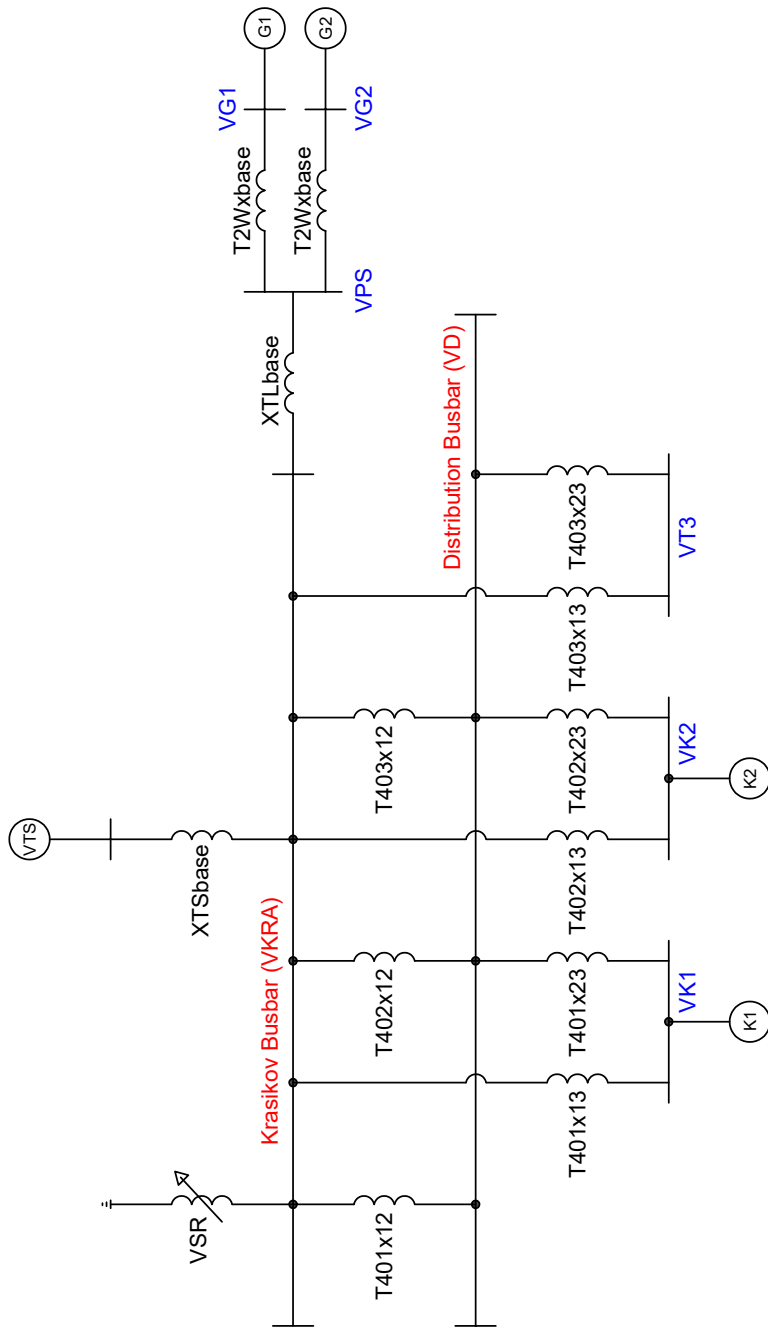 G1
G2
VG1
VG2
T2Wxbase
T2Wxbase
VPS
XTLbase
Distribution Busbar (VD)
T403x23
VT3
T403x13
T403x12
T402x23
VK2
K2
VTS
XTSbase
T402x13
Krasikov Busbar (VKRA)
T402x12
T401x23
VK1
K1
T401x13
VSR
T401x12